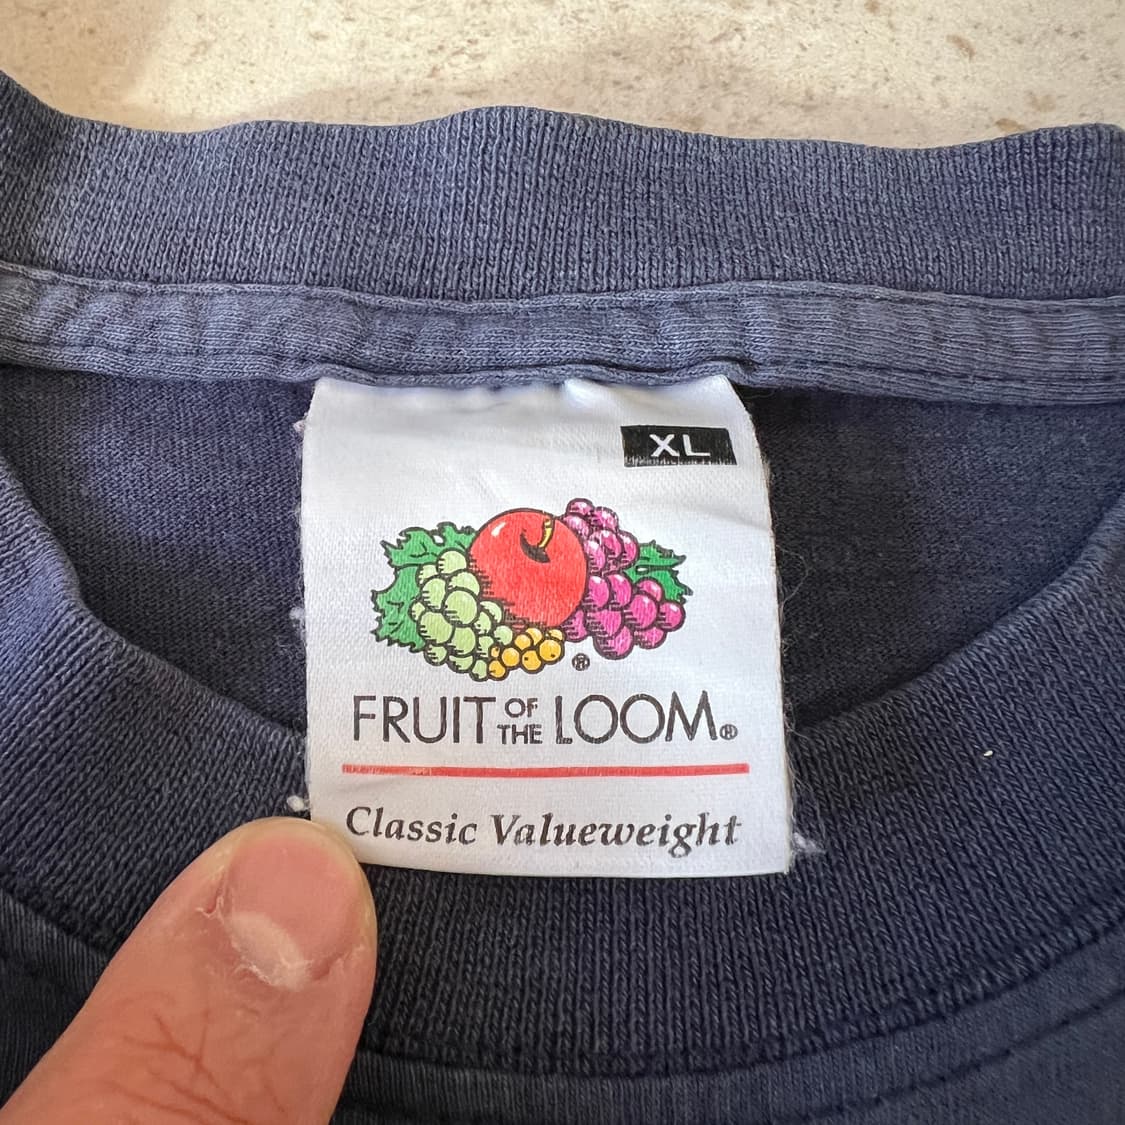 XL
®
FRUIT OF THE LOOM®
Classic Valueweight